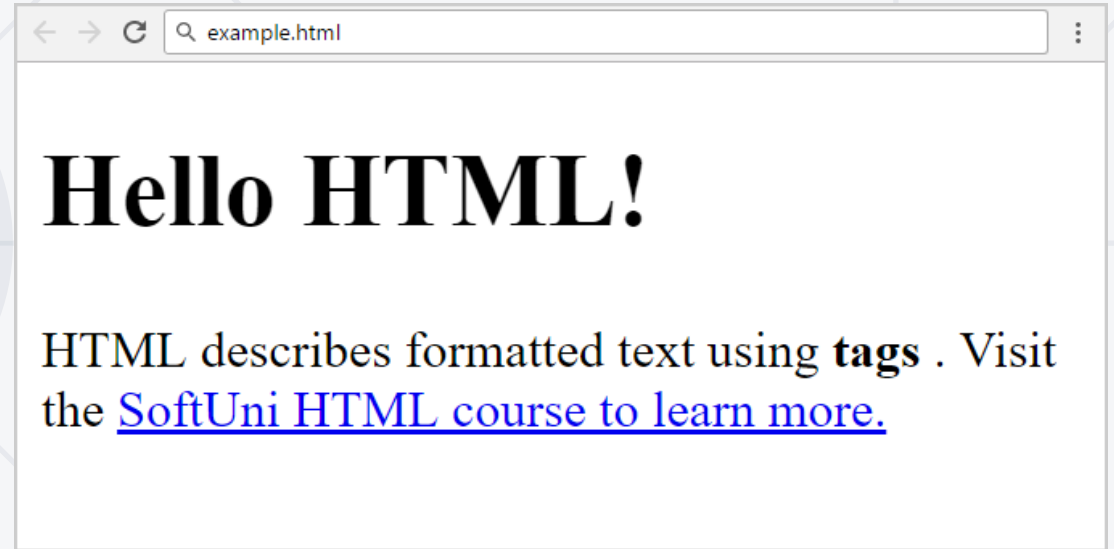 example.html
Hello HTML!
HTML describes formatted text using tags . Visit
the SoftUni HTML course to learn more.